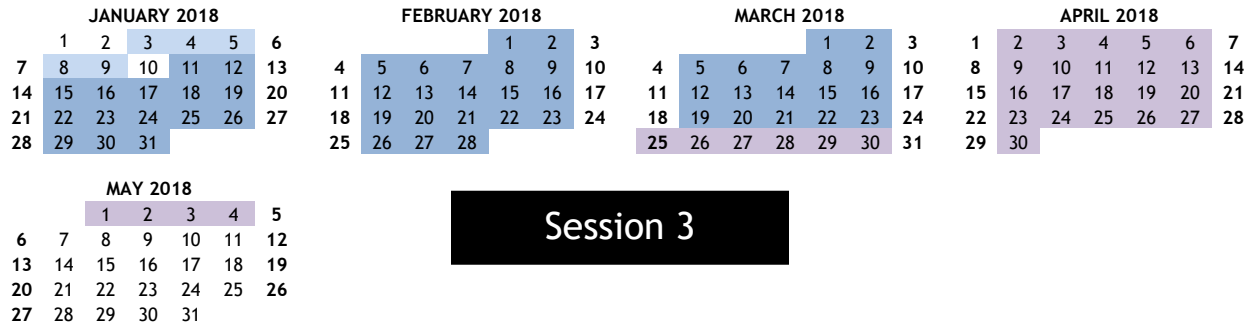 JANUARY 2018
1 2 3 4 5 6
7 8 9 10 11 12 13
14 15 16 17 18 19 20
21 22 23 24 25 26 27
28 29 30 31
FEBRUARY 2018
1 2 3
4 5 6 7 8 9 10
11 12 13 14 15 16 17
18 19 20 21 22 23 24
25 26 27 28
MARCH 2018
1 2 3
4 5 6 7 8 9 10
11 12 13 14 15 16 17
18 19 20 21 22 23 24
25 26 27 28 29 30 31
APRIL 2018
1 2 3 4 5 6 7
8 9 10 11 12 13 14
15 16 17 18 19 20 21
22 23 24 25 26 27 28
29 30
MAY 2018
1 2 3 4 5
6 7 8 9 10 11 12
13 14 15 16 17 18 19
20 21 22 23 24 25 26
27 28 29 30 31
Session 3